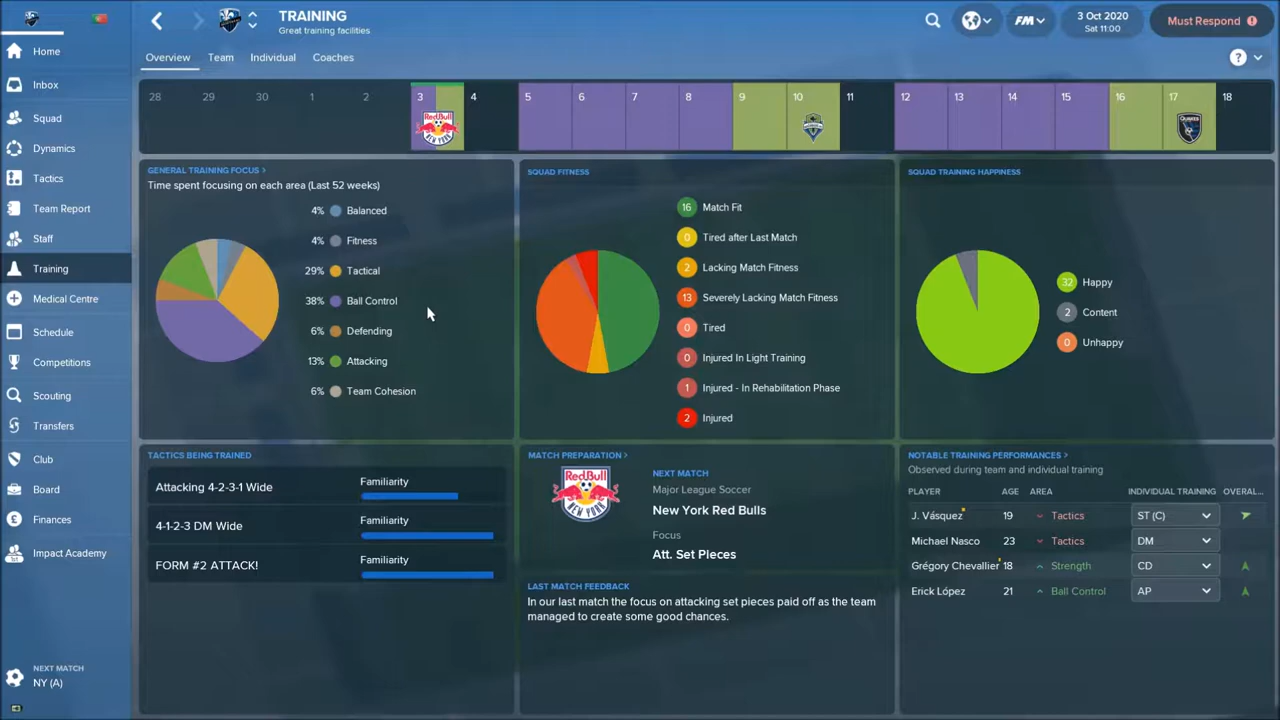 TRAINING
Great training facilities
FM
3 Oct 2020
Sat 11:00
Must Respond
Overview
Team
Individual
Coaches
Home
Inbox
Squad
Dynamics
Tactics
Team Report
Staff
Training
Medical Centre
Schedule
Competitions
Scouting
Transfers
Club
Board
Finances
Impact Academy
NEXT MATCH
NY (A)
28 29 30 1 2 3 4 5 6 7 8 9 10 11 12 13 14 15 16 17 18
RedBull
NEW YORK
QUAKES
GENERAL TRAINING FOCUS >
Time spent focusing on each area (Last 52 weeks)
4% Balanced
4% Fitness
29% Tactical
38% Ball Control
6% Defending
13% Attacking
6% Team Cohesion
SQUAD FITNESS
16 Match Fit
0 Tired after Last Match
2 Lacking Match Fitness
13 Severely Lacking Match Fitness
0 Tired
0 Injured In Light Training
1 Injured - In Rehabilitation Phase
2 Injured
SQUAD TRAINING HAPPINESS
32 Happy
2 Content
0 Unhappy
TACTICS BEING TRAINED
Attacking 4-2-3-1 Wide
Familiarity
4-1-2-3 DM Wide
Familiarity
FORM #2 ATTACK!
Familiarity
MATCH PREPARATION >
RedBull
NEW YORK
NEXT MATCH
Major League Soccer
New York Red Bulls
Focus
Att. Set Pieces
LAST MATCH FEEDBACK
In our last match the focus on attacking set pieces paid off as the team
managed to create some good chances.
NOTABLE TRAINING PERFORMANCES >
Observed during team and individual training
PLAYER AGE AREA INDIVIDUAL TRAINING OVERAL...
J. Vásquez 19 Tactics ST (C)
Michael Nasco 23 Tactics DM
Grégory Chevallier 18 Strength CD
Erick López 21 Ball Control AP